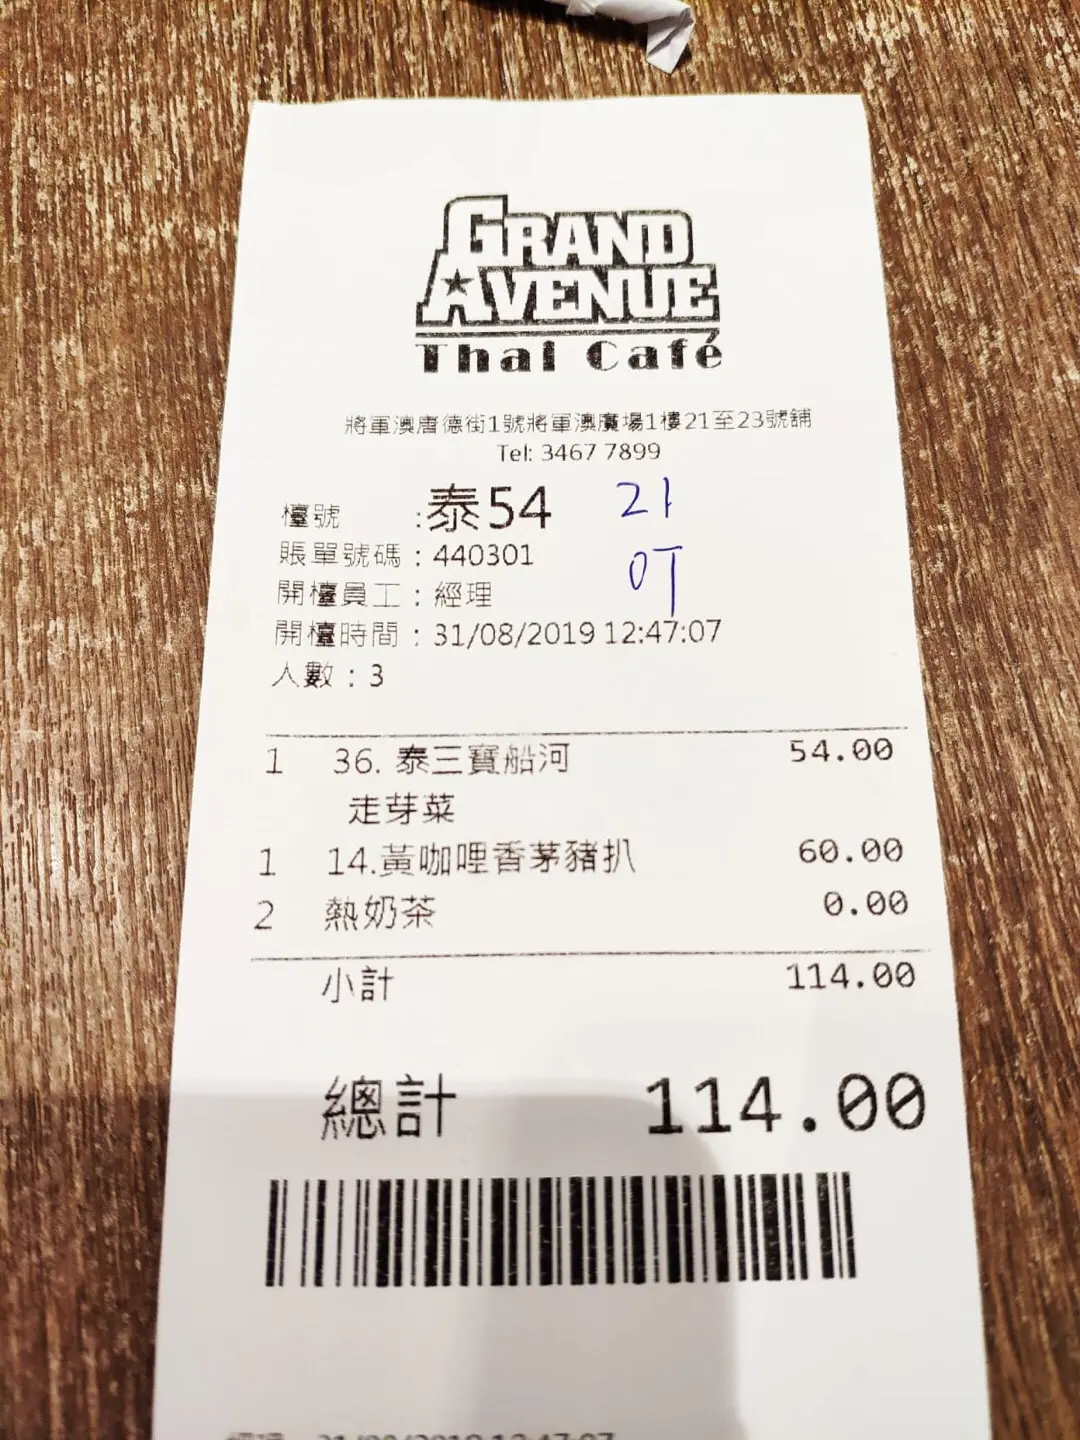 GRAND
AVENUE
Thai Café
將軍澳唐德街1號將軍澳廣場1樓21至23號舖
Tel: 3467 7899
檯號 :泰54 21
賬單號碼 : 440301 OT
開檯員工 : 經理
開檯時間 : 31/08/2019 12:47:07
人數 : 3
1 36. 泰三寶船河 54.00
走芽菜
1 14.黃咖哩香茅豬扒 60.00
2 熱奶茶 0.00
小計 114.00
總計 114.00